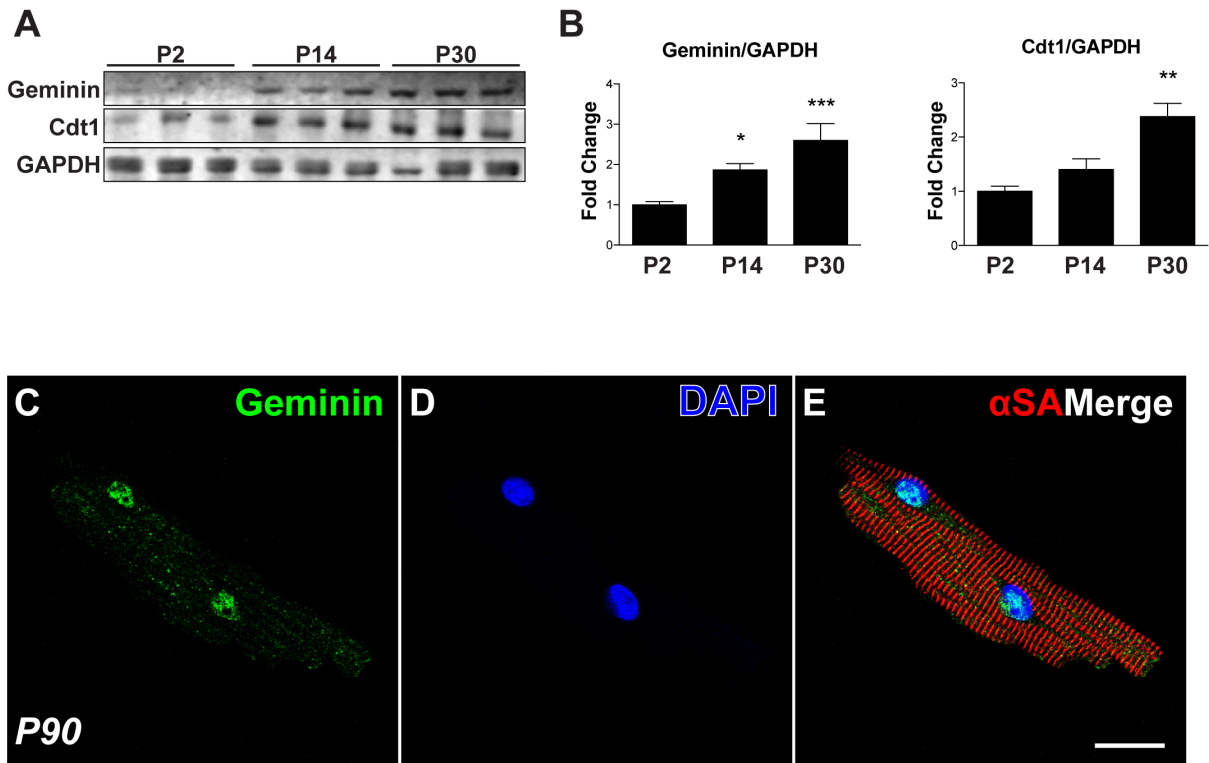 A
P2 P14 P30
Geminin
Cdt1
GAPDH
B
Geminin/GAPDH
Fold Change
4
3
2
1
0
*
***
P2 P14 P30
Cdt1/GAPDH
Fold Change
3
2
1
0
**
P2 P14 P30
C Geminin
P90
D DAPI
E αSAMerge